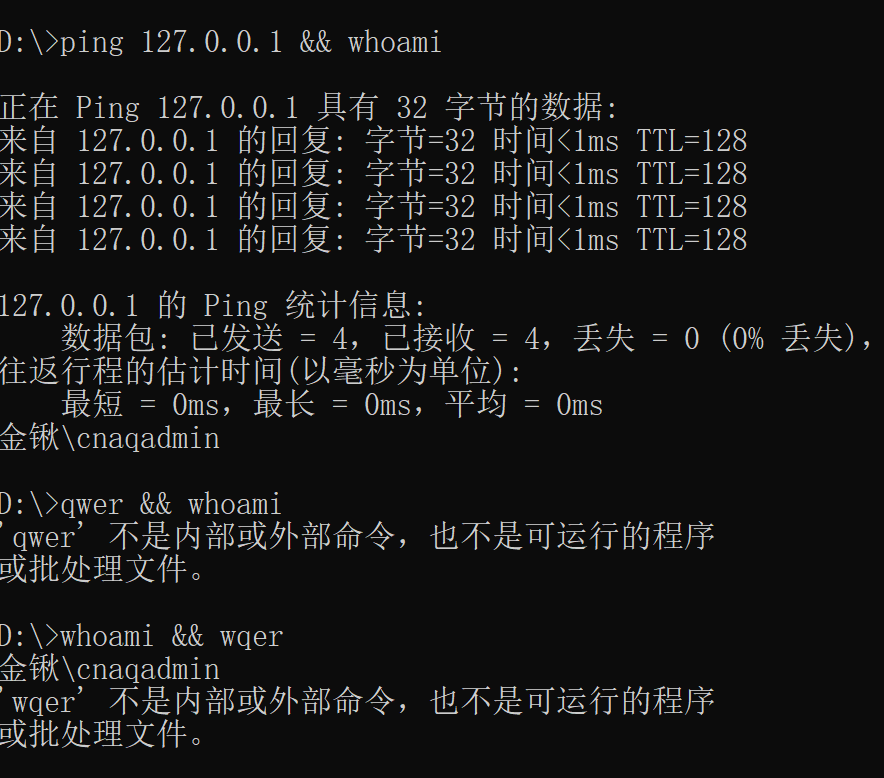 D:\>ping 127.0.0.1 && whoami
正在 Ping 127.0.0.1 具有 32 字节的数据:
来自 127.0.0.1 的回复: 字节=32 时间<1ms TTL=128
来自 127.0.0.1 的回复: 字节=32 时间<1ms TTL=128
来自 127.0.0.1 的回复: 字节=32 时间<1ms TTL=128
来自 127.0.0.1 的回复: 字节=32 时间<1ms TTL=128
127.0.0.1 的 Ping 统计信息:
    数据包: 已发送 = 4，已接收 = 4，丢失 = 0 (0% 丢失)，
往返行程的估计时间(以毫秒为单位):
    最短 = 0ms，最长 = 0ms，平均 = 0ms
金锹\cnaqadmin
D:\>qwer && whoami
'qwer' 不是内部或外部命令，也不是可运行的程序
或批处理文件。
D:\>whoami && wqer
金锹\cnaqadmin
'wqer' 不是内部或外部命令，也不是可运行的程序
或批处理文件。